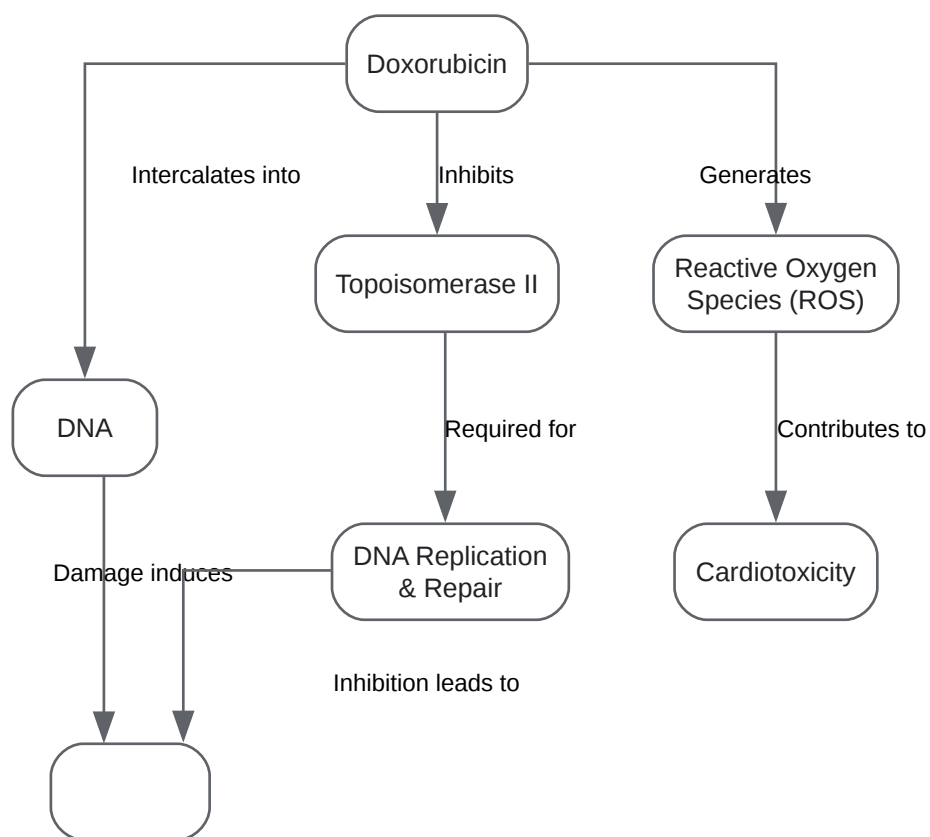 Doxorubicin
Intercalates into
Inhibits
Generates
Topoisomerase II
Reactive Oxygen
Species (ROS)
DNA
Required for
Contributes to
Damage induces
DNA Replication
& Repair
Cardiotoxicity
Inhibition leads to